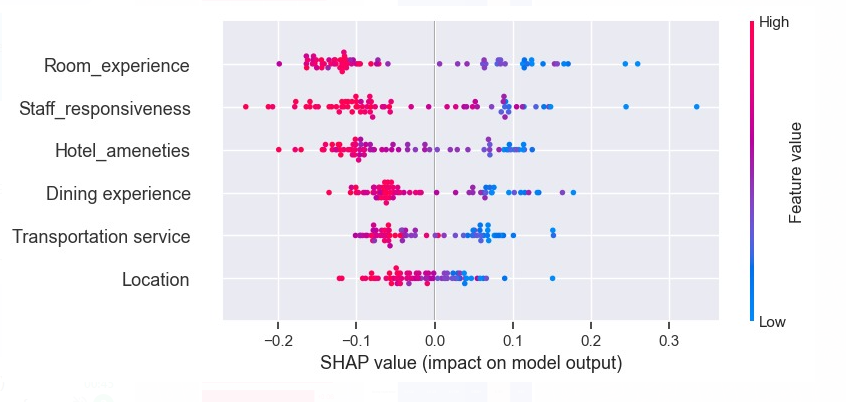 High
Room_experience
Staff_responsiveness
Hotel_ameneties
Dining experience
Transportation service
Location
Feature value
Low
−0.2 −0.1 0.0 0.1 0.2 0.3
SHAP value (impact on model output)